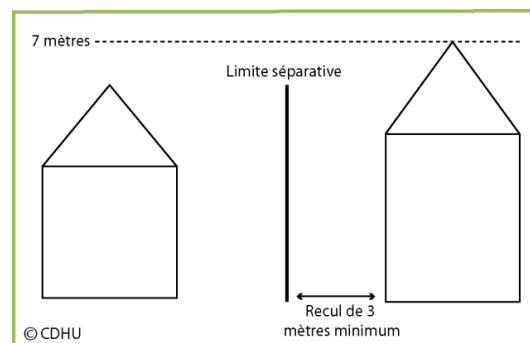 7 mètres
Limite séparative
Recul de 3
mètres minimum
© CDHU